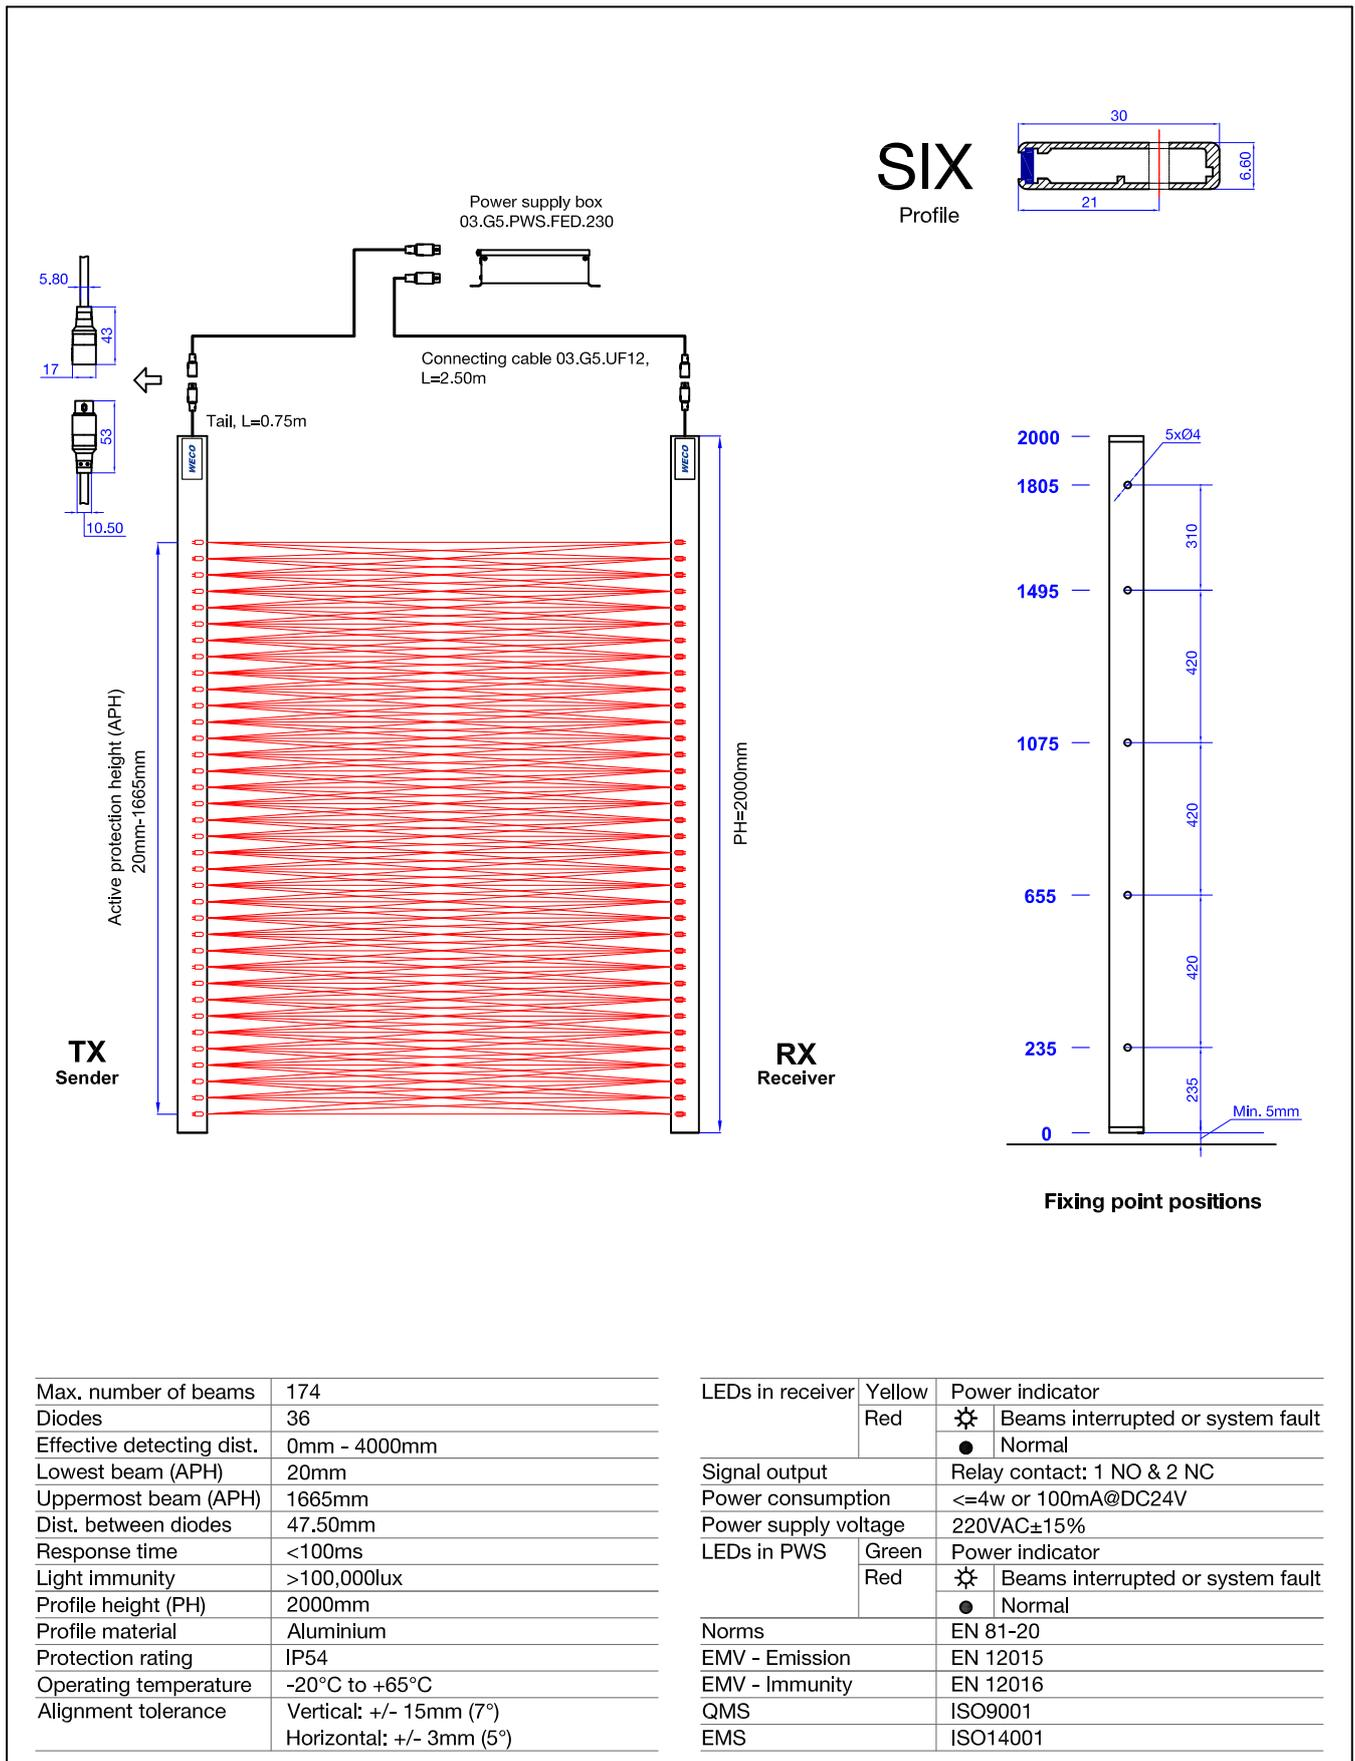 30
SIX
6.60
Profile
21
Power supply box
03.G5.PWS.FED.230
5.80
43
17
Connecting cable 03.G5.UF12,
L=2.50m
Tail, L=0.75m
53
10.50
WECO
WECO
Active protection height (APH)
20mm-1665mm
PH=2000mm
TX
Sender
RX
Receiver
2000
5xØ4
1805
310
1495
420
1075
420
655
420
235
235
Min. 5mm
0
Fixing point positions
Max. number of beams 174
Diodes 36
Effective detecting dist. 0mm - 4000mm
Lowest beam (APH) 20mm
Uppermost beam (APH) 1665mm
Dist. between diodes 47.50mm
Response time <100ms
Light immunity >100,000lux
Profile height (PH) 2000mm
Profile material Aluminium
Protection rating IP54
Operating temperature -20°C to +65°C
Alignment tolerance Vertical: +/- 15mm (7°)
Horizontal: +/- 3mm (5°)
LEDs in receiver Yellow Power indicator
Red Beams interrupted or system fault
Normal
Signal output Relay contact: 1 NO & 2 NC
Power consumption <=4w or 100mA@DC24V
Power supply voltage 220VAC±15%
LEDs in PWS Green Power indicator
Red Beams interrupted or system fault
Normal
Norms EN 81-20
EMV - Emission EN 12015
EMV - Immunity EN 12016
QMS ISO9001
EMS ISO14001